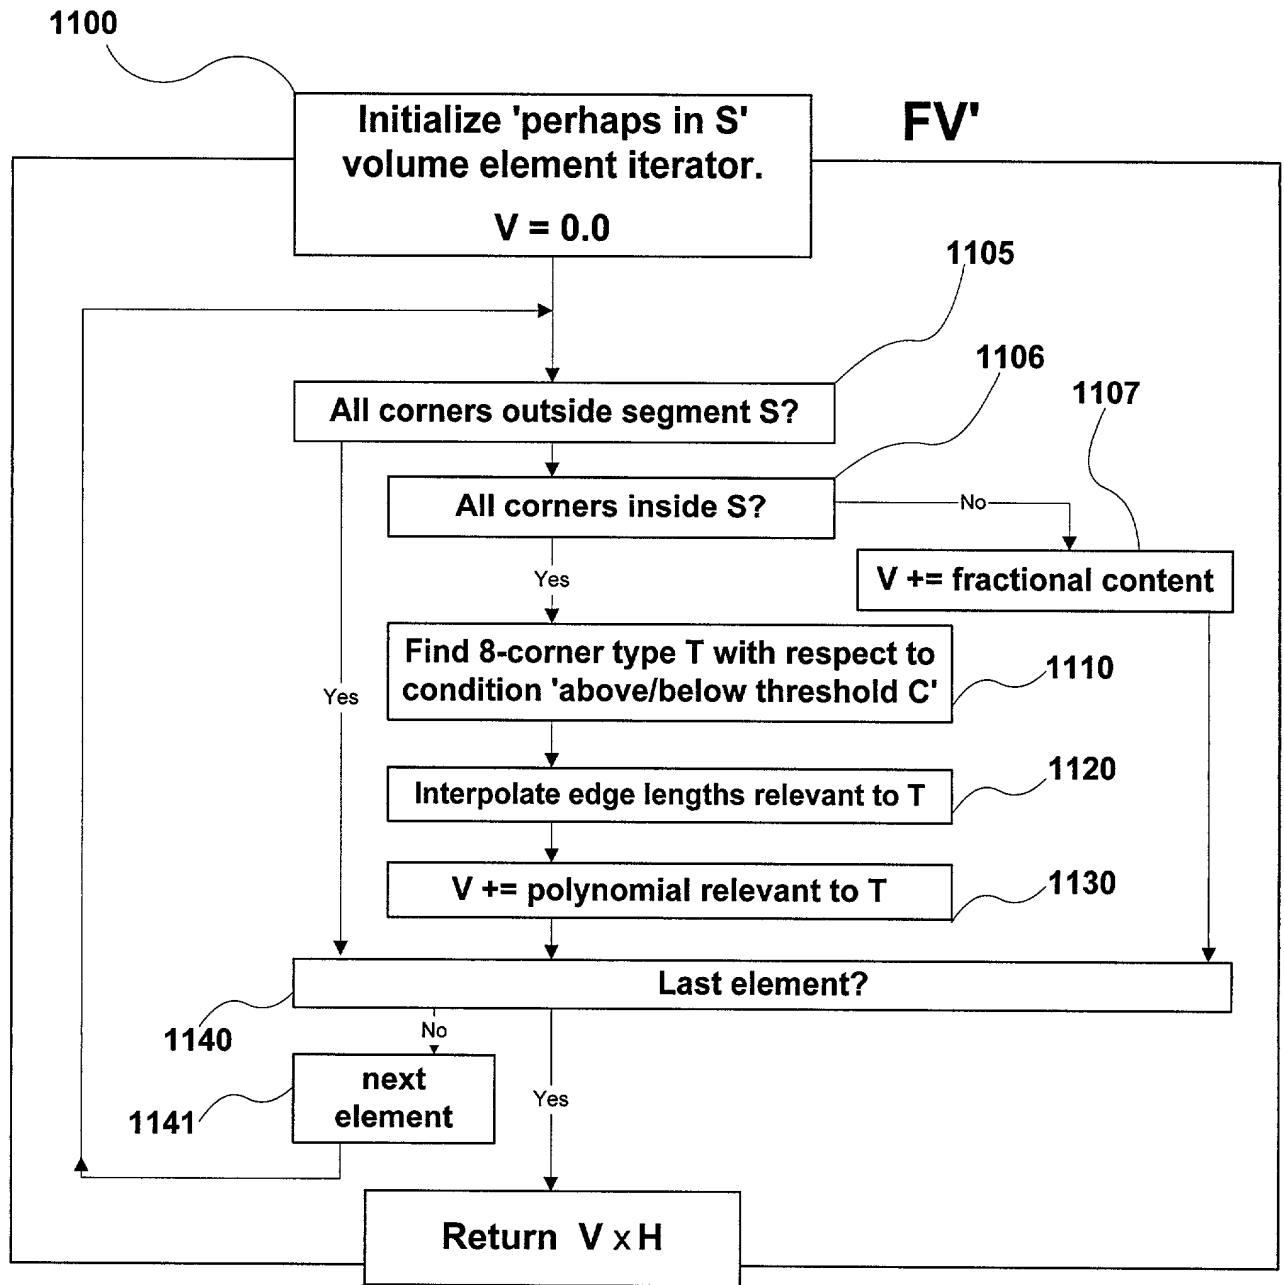 1100
Initialize 'perhaps in S'
volume element iterator.
V = 0.0
FV'
1105
All corners outside segment S?
1106
All corners inside S?
No
1107
V += fractional content
Yes
Find 8-corner type T with respect to
condition 'above/below threshold C'
1110
Yes
Interpolate edge lengths relevant to T
1120
V += polynomial relevant to T
1130
Last element?
1140
No
next
element
1141
Yes
Return V x H